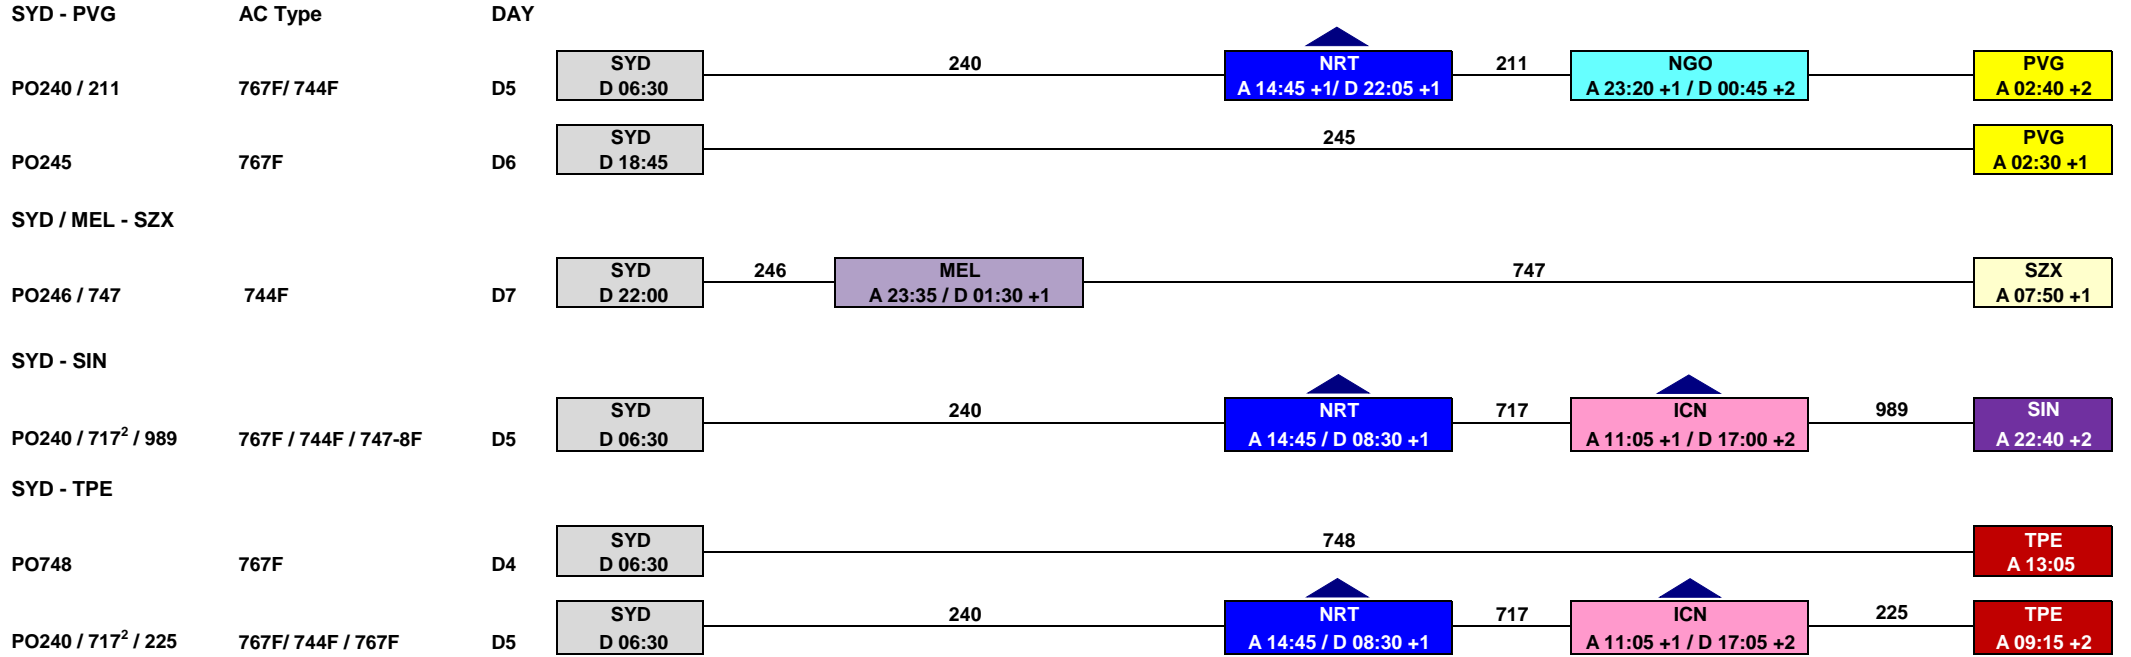 SYD - PVG AC Type DAY
SYD 240 NRT 211 NGO PVG
PO240 / 211 767F/ 744F D5 D 06:30 A 14:45 +1/ D 22:05 +1 A 23:20 +1 / D 00:45 +2 A 02:40 +2
SYD 245 PVG
PO245 767F D6 D 18:45 A 02:30 +1
SYD / MEL - SZX
SYD 246 MEL 747 SZX
PO246 / 747 744F D7 D 22:00 A 23:35 / D 01:30 +1 A 07:50 +1
SYD - SIN
SYD 240 NRT 717 ICN 989 SIN
PO240 / 717² / 989 767F / 744F / 747-8F D5 D 06:30 A 14:45 / D 08:30 +1 A 11:05 +1 / D 17:00 +2 A 22:40 +2
SYD - TPE
SYD 748 TPE
PO748 767F D4 D 06:30 A 13:05
SYD 240 NRT 717 ICN 225 TPE
PO240 / 717² / 225 767F/ 744F / 767F D5 D 06:30 A 14:45 / D 08:30 +1 A 11:05 +1 / D 17:05 +2 A 09:15 +2